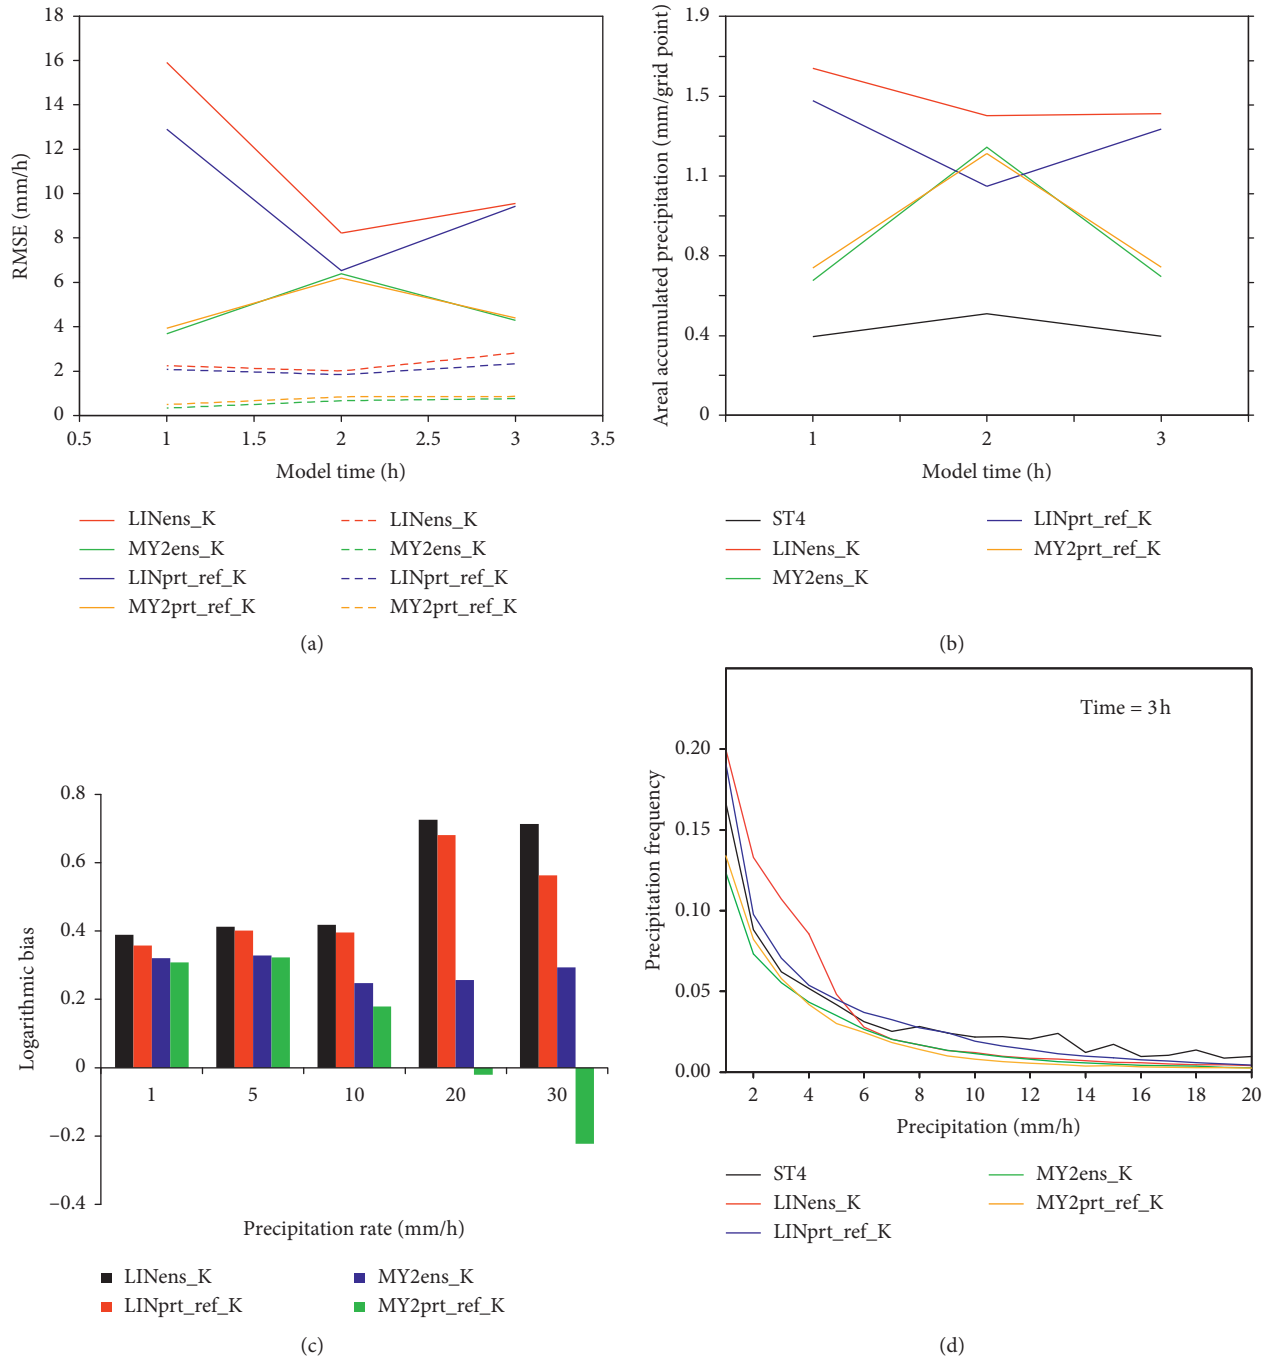 18
16
14
12
10
8
6
4
2
0
RMSE (mm/h)
0.5 1 1.5 2 2.5 3 3.5
Model time (h)
LINens_K LINens_K
MY2ens_K MY2ens_K
LINprt_ref_K LINprt_ref_K
MY2prt_ref_K MY2prt_ref_K
(a)
1.9
1.5
1.1
0.8
0.4
0
Areal accumulated precipitation (mm/grid point)
1 2 3
Model time (h)
ST4 LINprt_ref_K
LINens_K MY2prt_ref_K
MY2ens_K
(b)
0.8
0.6
0.4
0.2
0
−0.2
−0.4
Logarithmic bias
1 5 10 20 30
Precipitation rate (mm/h)
LINens_K MY2ens_K
LINprt_ref_K MY2prt_ref_K
(c)
Time = 3h
0.20
0.15
0.10
0.05
0.00
Precipitation frequency
2 4 6 8 10 12 14 16 18 20
Precipitation (mm/h)
ST4 MY2ens_K
LINens_K MY2prt_ref_K
LINprt_ref_K
(d)